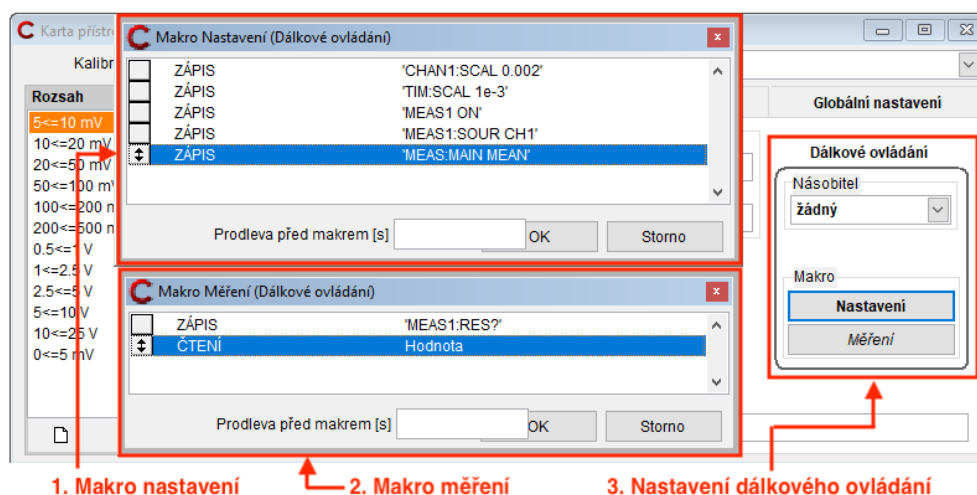 Karta přístr
Makro Nastavení (Dálkové ovládání)
Kalibr
Rozsah
5<=10 mV
10<=20 mV
20<=50 mV
50<=100 m
100<=200 m
200<=500 m
0.5<=1 V
1<=2.5 V
2.5<=5 V
5<=10 V
10<=25 V
0<=5 mV
ZÁPIS 'CHAN1:SCAL 0.002'
ZÁPIS 'TIM:SCAL 1e-3'
ZÁPIS 'MEAS1 ON'
ZÁPIS 'MEAS1:SOUR CH1'
ZÁPIS 'MEAS:MAIN MEAN'
Prodleva před makrem [s] OK Storno
Makro Měření (Dálkové ovládání)
ZÁPIS 'MEAS1:RES?'
ČTENÍ Hodnota
Prodleva před makrem [s] OK Storno
Globální nastavení
Dálkové ovládání
Násobitel
žádný
Makro
Nastavení
Měření
1. Makro nastavení
2. Makro měření
3. Nastavení dálkového ovládání